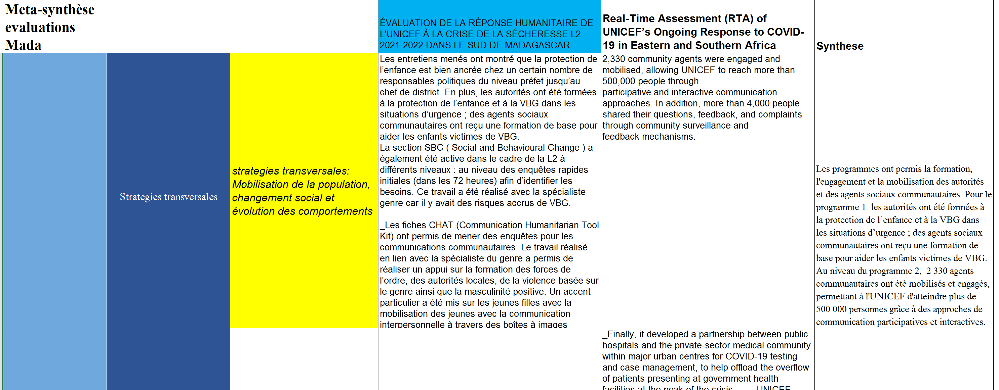 Meta-synthèse
evaluations
Mada
ÉVALUATION DE LA RÉPONSE HUMANITAIRE DE
L'UNICEF À LA CRISE DE LA SÉCHERESSE L2
2021-2022 DANS LE SUD DE MADAGASCAR
Real-Time Assessment (RTA) of
UNICEF’s Ongoing Response to COVID-
19 in Eastern and Southern Africa
Synthese
Strategies transversales
strategies transversales:
Mobilisation de la population,
changement social et
évolution des comportements
Les entretiens menés ont montré que la protection de
l’enfance est bien ancrée chez un certain nombre de
responsables politiques du niveau préfet jusqu’au
chef de district. En plus, les autorités ont été formées
à la protection de l’enfance et à la VBG dans les
situations d’urgence ; des agents sociaux
communautaires ont reçu une formation de base pour
aider les enfants victimes de VBG.
La section SBC ( Social and Behavioural Change ) a
également été active dans le cadre de la L2 à
différents niveaux : au niveau des enquêtes rapides
initiales (dans les 72 heures) afin d’identifier les
besoins. Ce travail a été réalisé avec la spécialiste
genre car il y avait des risques accrus de VBG.
_Les fiches CHAT (Communication Humanitarian Tool
Kit) ont permis de mener des enquêtes pour les
communications communautaires. Le travail réalisé
en lien avec la spécialiste du genre a permis de
réaliser un appui sur la formation des forces de
l’ordre, des autorités locales, de la violence basée sur
le genre ainsi que la masculinité positive. Un accent
particulier a été mis sur les jeunes filles avec la
mobilisation des jeunes avec la communication
interpersonnelle à travers des boîtes à images
2,330 community agents were engaged and
mobilised, allowing UNICEF to reach more than
500,000 people through
participative and interactive communication
approaches. In addition, more than 4,000 people
shared their questions, feedback, and complaints
through community surveillance and
feedback mechanisms.
Les programmes ont permis la formation,
l'engagement et la mobilisation des autorités
et des agents sociaux communautaires. Pour le
programme 1 les autorités ont été formées à
la protection de l’enfance et à la VBG dans
les situations d’urgence ; des agents sociaux
communautaires ont reçu une formation de
base pour aider les enfants victimes de VBG.
Au niveau du programme 2, 2 330 agents
communautaires ont été mobilisés et engagés,
permettant à l'UNICEF d'atteindre plus de
500 000 personnes grâce à des approches de
communication participatives et interactives.
_Finally, it developed a partnership between public
hospitals and the private-sector medical community
within major urban centres for COVID-19 testing
and case management, to help offload the overflow
of patients presenting at government health
facilities at the peak of the crisis. UNICEF